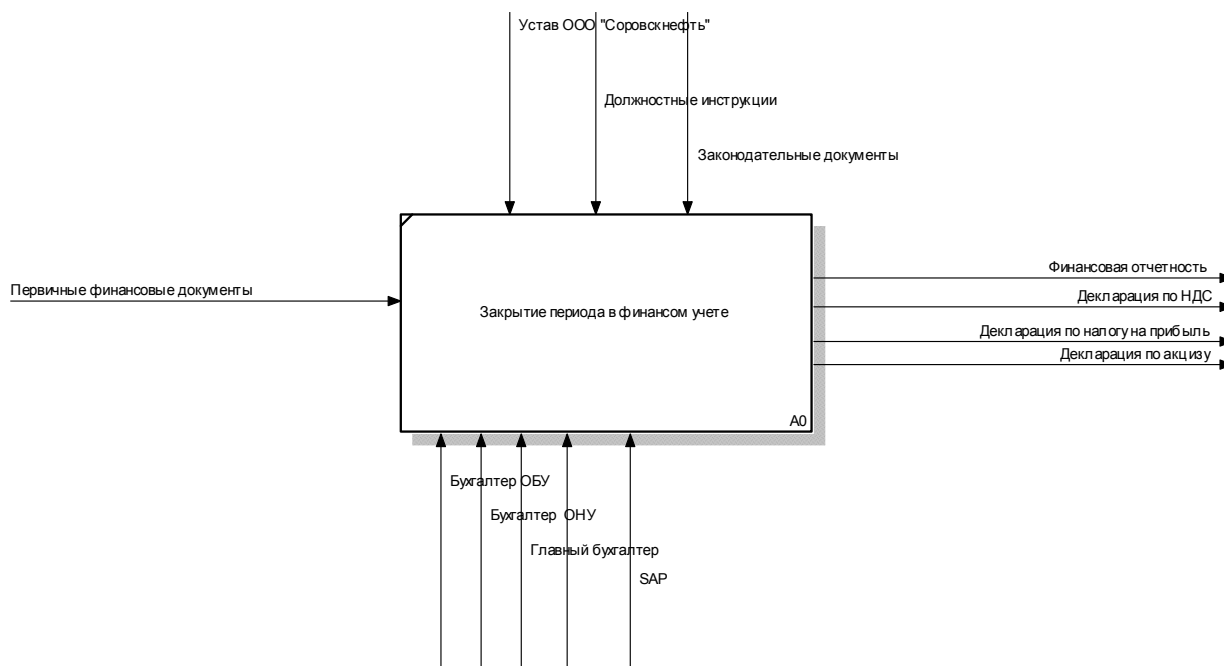 Устав ООО "Соровскнефть"
Должностные инструкции
Законодательные документы
Первичные финансовые документы
Закрытие периода в финансом учете
Финансовая отчетность
Декларация по НДС
Декларация по налогу на прибыль
Декларация по акцизу
A0
Бухгалтер ОБУ
Бухгалтер ОНУ
Главный бухгалтер
SAP